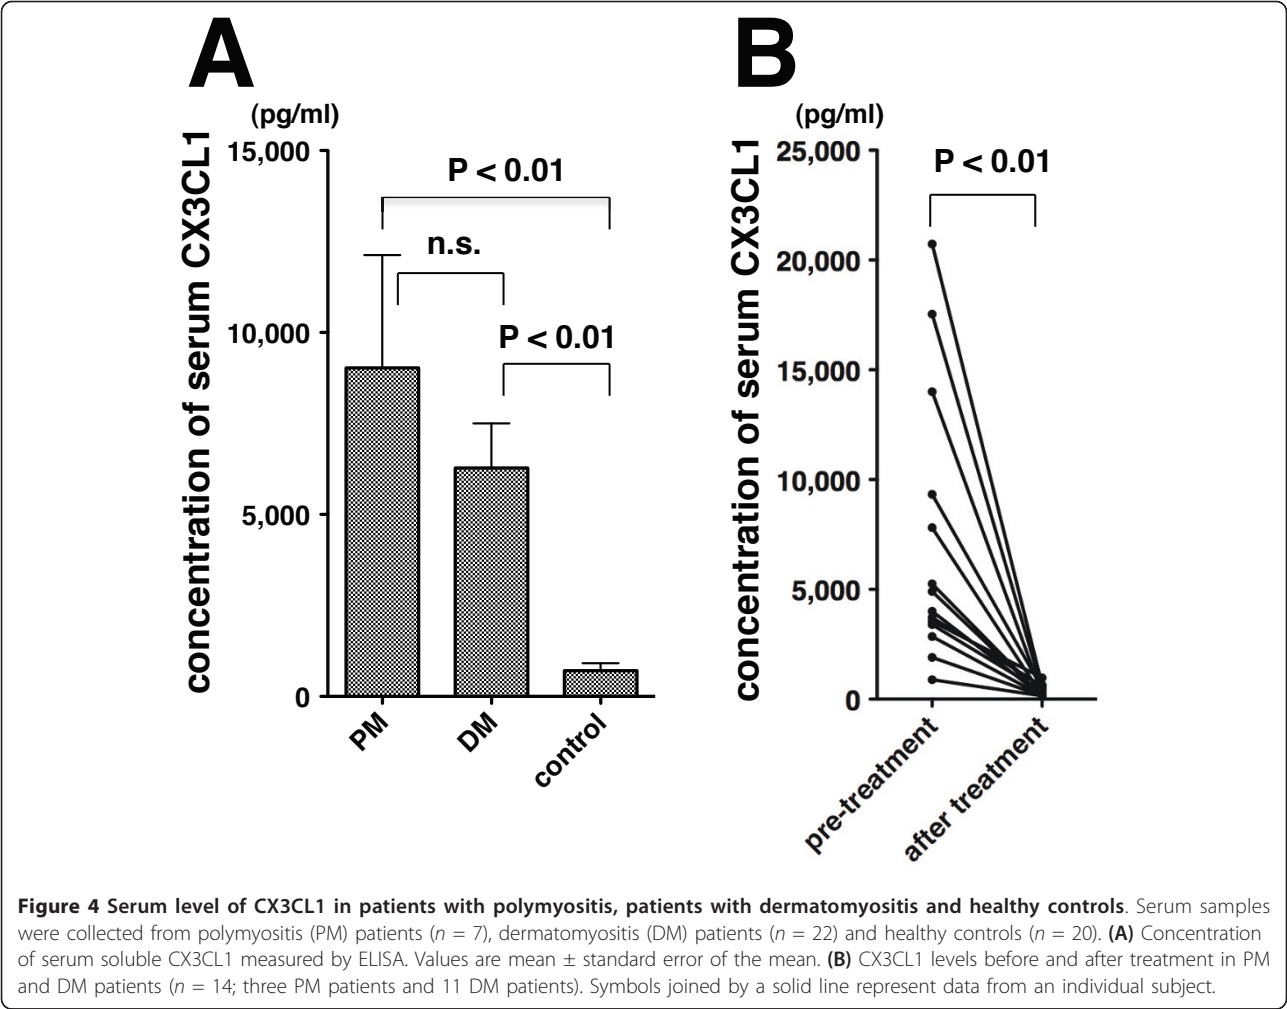 A
(pg/ml)
concentration of serum CX3CL1
15,000
10,000
5,000
0
P < 0.01
n.s.
P < 0.01
PM
DM
control
B
(pg/ml)
concentration of serum CX3CL1
25,000
20,000
15,000
10,000
5,000
0
P < 0.01
pre-treatment
after treatment
Figure 4 Serum level of CX3CL1 in patients with polymyositis, patients with dermatomyositis and healthy controls. Serum samples
were collected from polymyositis (PM) patients (n = 7), dermatomyositis (DM) patients (n = 22) and healthy controls (n = 20). (A) Concentration
of serum soluble CX3CL1 measured by ELISA. Values are mean ± standard error of the mean. (B) CX3CL1 levels before and after treatment in PM
and DM patients (n = 14; three PM patients and 11 DM patients). Symbols joined by a solid line represent data from an individual subject.